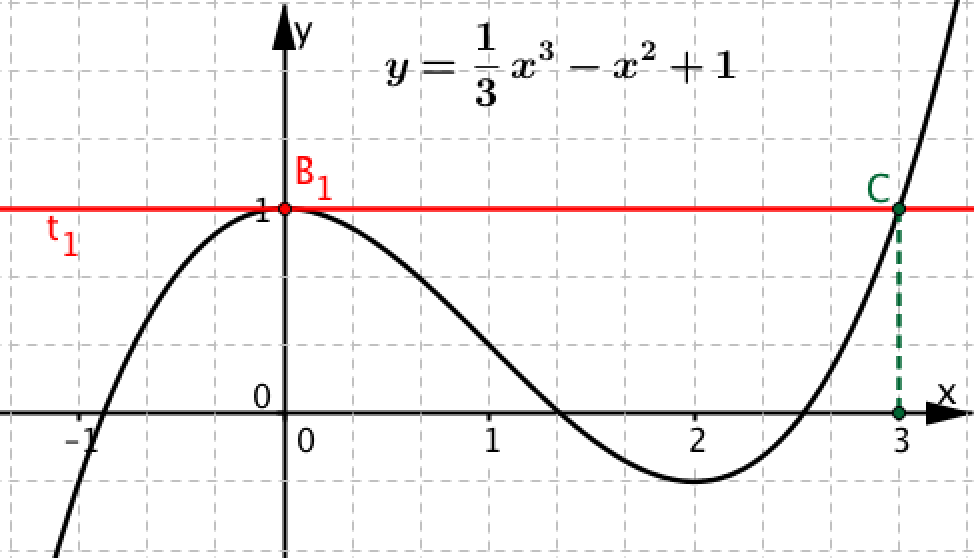 y
y = 1/3 x³ − x² + 1
B₁
C
1
t₁
0
x
-1 0 1 2 3